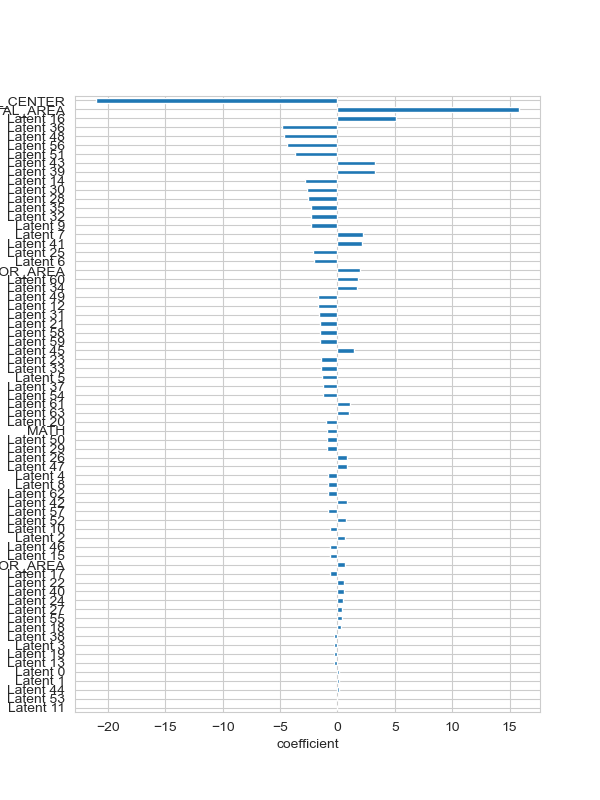 _CENTER
TAL_AREA
Latent 16
Latent 36
Latent 48
Latent 56
Latent 51
Latent 43
Latent 39
Latent 14
Latent 30
Latent 28
Latent 35
Latent 32
Latent 9
Latent 7
Latent 41
Latent 25
Latent 6
OR_AREA
Latent 60
Latent 34
Latent 49
Latent 12
Latent 31
Latent 21
Latent 58
Latent 59
Latent 45
Latent 23
Latent 33
Latent 5
Latent 37
Latent 54
Latent 61
Latent 63
Latent 20
MATH
Latent 50
Latent 29
Latent 26
Latent 47
Latent 4
Latent 8
Latent 62
Latent 42
Latent 57
Latent 52
Latent 10
Latent 2
Latent 46
Latent 15
OR_AREA
Latent 17
Latent 22
Latent 40
Latent 24
Latent 27
Latent 55
Latent 18
Latent 38
Latent 3
Latent 19
Latent 13
Latent 0
Latent 1
Latent 44
Latent 53
Latent 11
−20 −15 −10 −5 0 5 10 15
coefficient